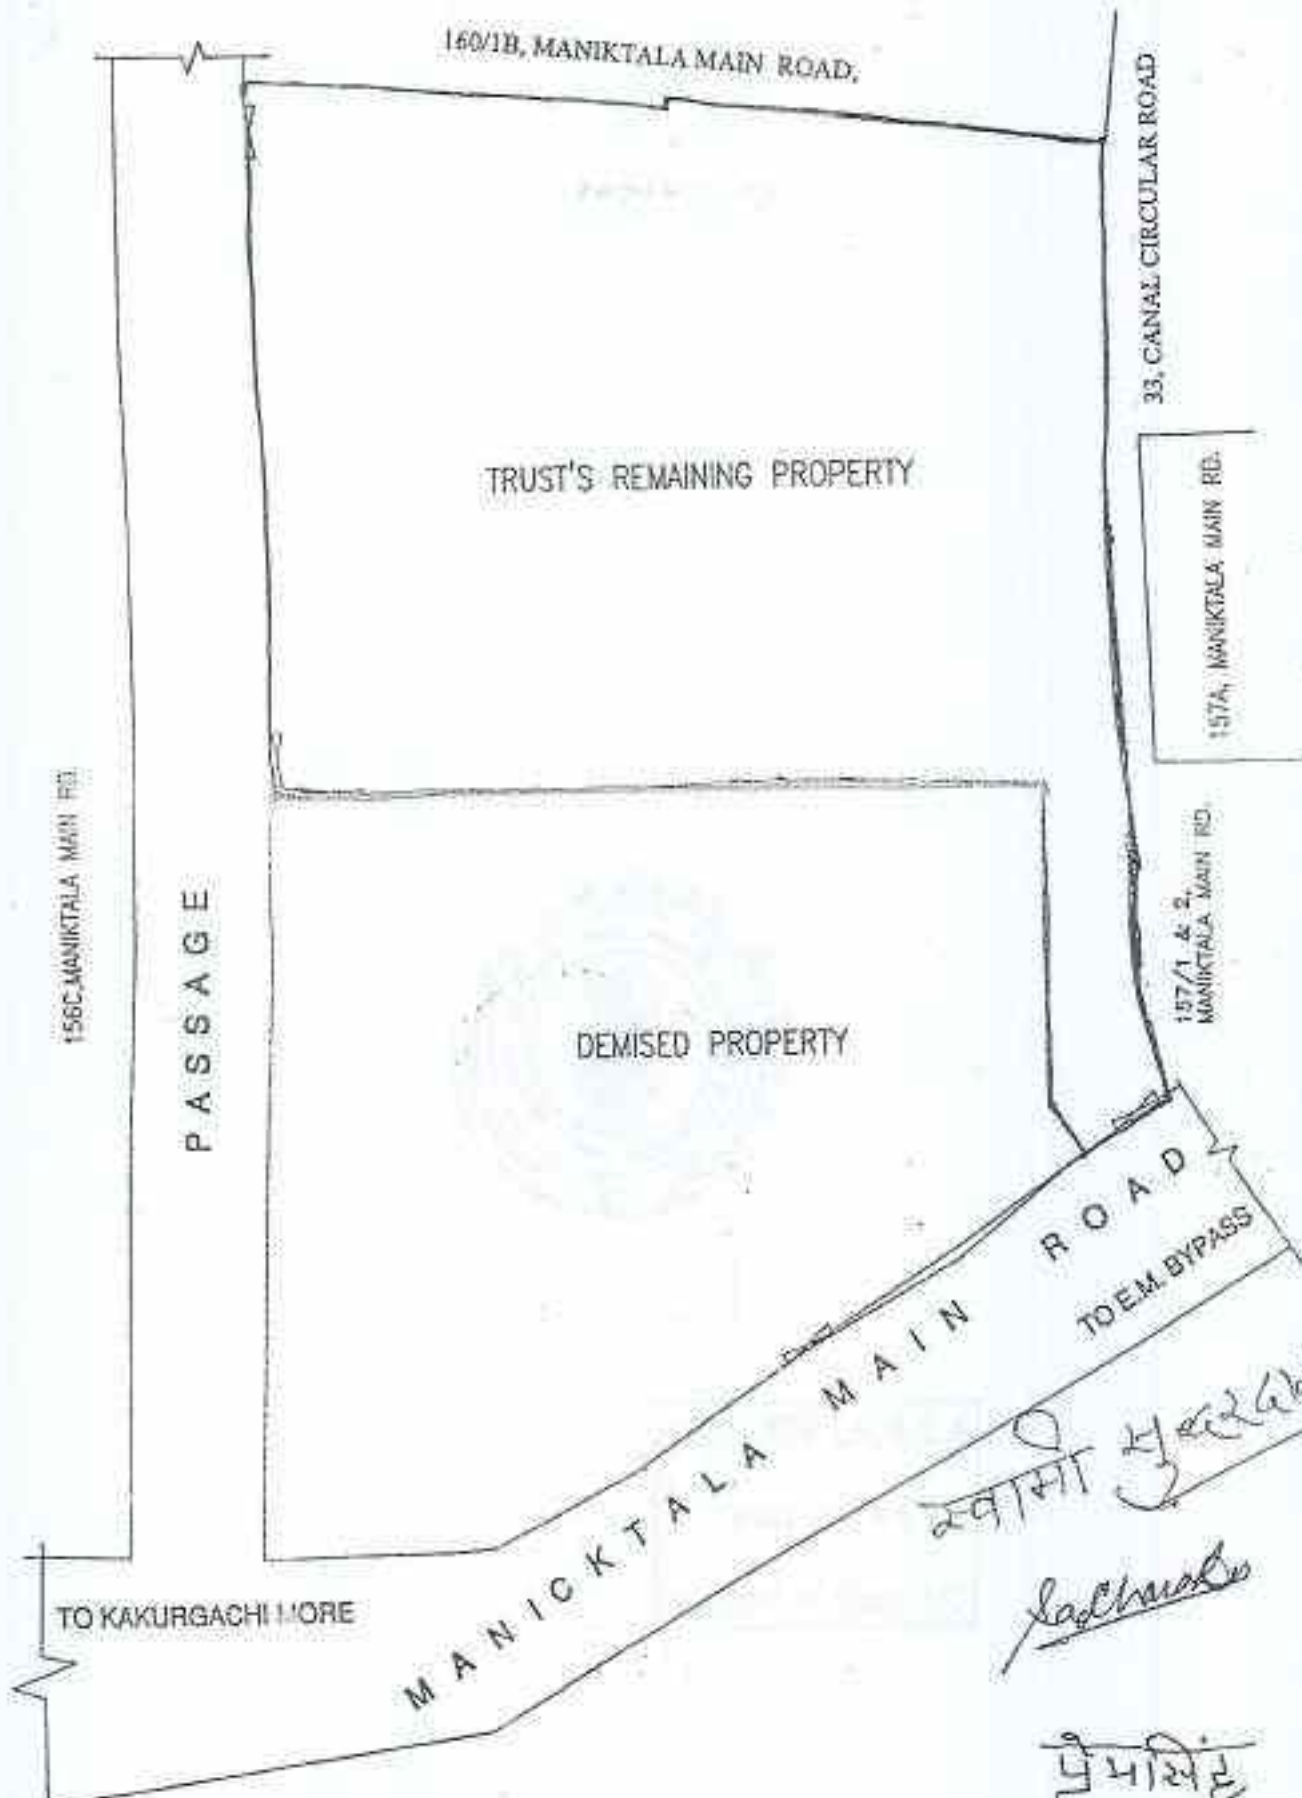 160/1B, MANIKTALA MAIN ROAD,
33, CANAL CIRCULAR ROAD
TRUST'S REMAINING PROPERTY
157A, MANIKTALA MAIN RD.
156C,MANIKTALA MAIN RD.
PASSAGE
157/1 & 2,
MANIKTALA MAIN RD.
DEMISED PROPERTY
MANICKTALA MAIN ROAD
TO E.M. BYPASS
स्वामी
TO KAKURGACHI MORE
प्रेमसिंह